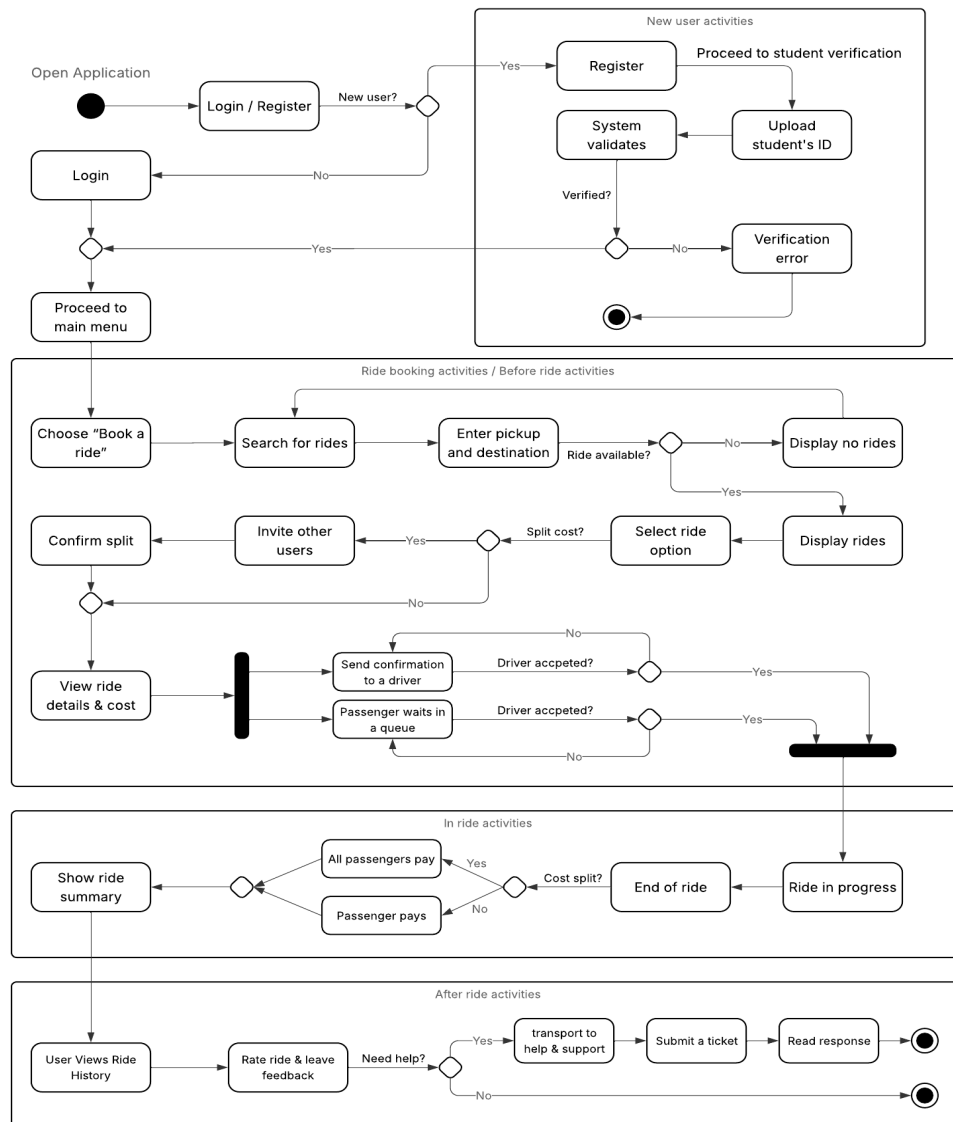 New user activities
Open Application
Login / Register
New user?
Yes
Register
Proceed to student verification
System
validates
Upload
student's ID
Login
No
Verified?
Yes
No
Verification
error
Proceed to
main menu
Ride booking activities / Before ride activities
Choose “Book a
ride”
Search for rides
Enter pickup
and destination
Ride available?
No
Display no rides
Yes
Confirm split
Invite other
users
Yes
Split cost?
Select ride
option
Display rides
No
No
View ride
details & cost
Send confirmation
to a driver
Driver accpeted?
Yes
Passenger waits in
a queue
Driver accpeted?
Yes
No
In ride activities
Show ride
summary
All passengers pay
Yes
Passenger pays
No
Cost split?
End of ride
Ride in progress
After ride activities
User Views Ride
History
Rate ride & leave
feedback
Need help?
Yes
transport to
help & support
Submit a ticket
Read response
No